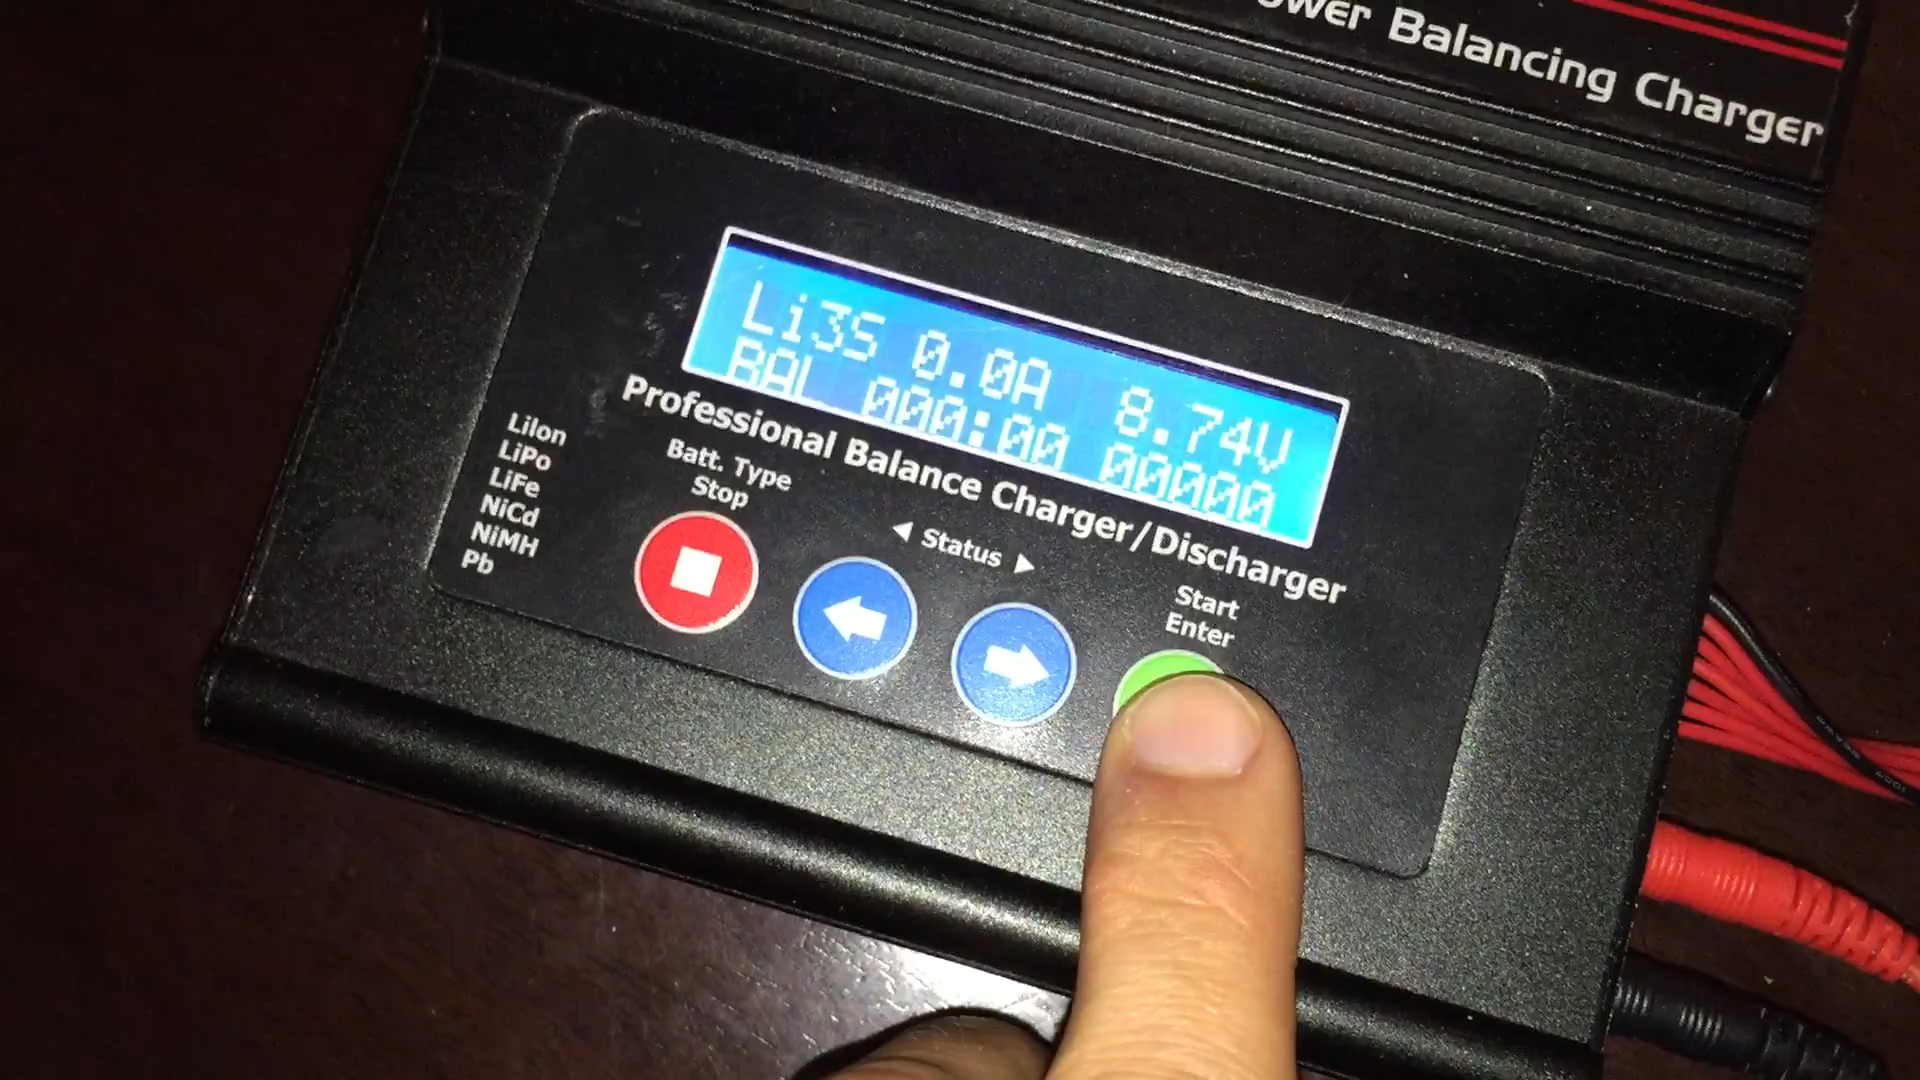 Balancing Charger
Li3S 0.0A 8.74V
BAL 000:00 00000
Professional Balance Charger/Discharger
LiIon
LiPo
LiFe
NiCd
NiMH
Pb
Batt. Type
Stop
◄ Status ►
Start
Enter